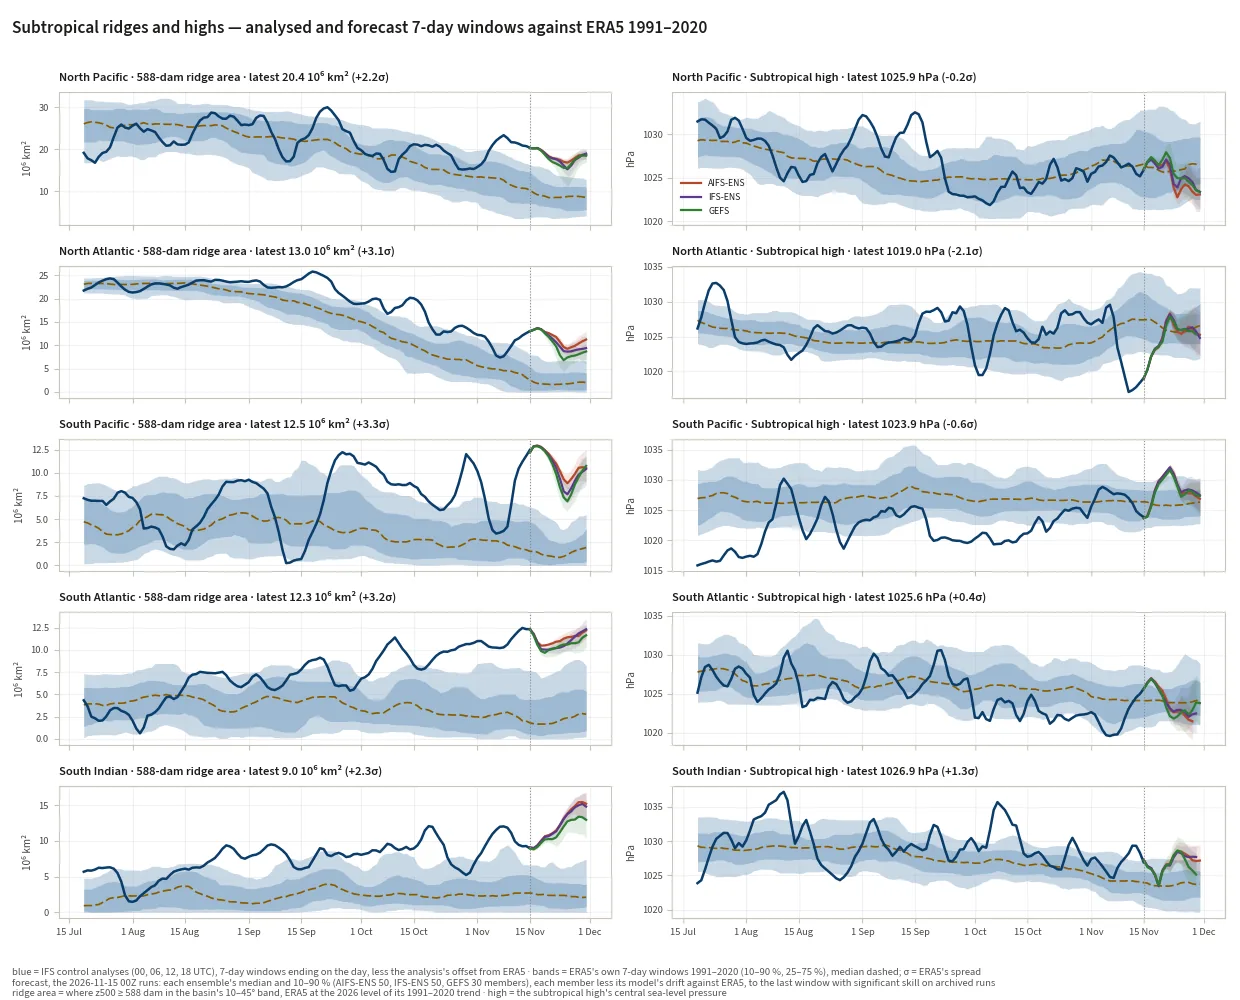 Subtropical ridges and highs — analysed and forecast 7-day windows against ERA5 1991–2020
North Pacific · 588-dam ridge area · latest 20.4 10⁶ km² (+2.2σ)
30
20
10
10⁶ km²
North Pacific · Subtropical high · latest 1025.9 hPa (-0.2σ)
1030
1025
1020
hPa
AIFS-ENS
IFS-ENS
GEFS
North Atlantic · 588-dam ridge area · latest 13.0 10⁶ km² (+3.1σ)
25
20
15
10
5
0
10⁶ km²
North Atlantic · Subtropical high · latest 1019.0 hPa (-2.1σ)
1035
1030
1025
1020
hPa
South Pacific · 588-dam ridge area · latest 12.5 10⁶ km² (+3.3σ)
12.5
10.0
7.5
5.0
2.5
0.0
10⁶ km²
South Pacific · Subtropical high · latest 1023.9 hPa (-0.6σ)
1035
1030
1025
1020
1015
hPa
South Atlantic · 588-dam ridge area · latest 12.3 10⁶ km² (+3.2σ)
12.5
10.0
7.5
5.0
2.5
0.0
10⁶ km²
South Atlantic · Subtropical high · latest 1025.6 hPa (+0.4σ)
1035
1030
1025
1020
hPa
South Indian · 588-dam ridge area · latest 9.0 10⁶ km² (+2.3σ)
15
10
5
0
10⁶ km²
15 Jul 1 Aug 15 Aug 1 Sep 15 Sep 1 Oct 15 Oct 1 Nov 15 Nov 1 Dec
South Indian · Subtropical high · latest 1026.9 hPa (+1.3σ)
1035
1030
1025
1020
hPa
15 Jul 1 Aug 15 Aug 1 Sep 15 Sep 1 Oct 15 Oct 1 Nov 15 Nov 1 Dec
blue = IFS control analyses (00, 06, 12, 18 UTC), 7-day windows ending on the day, less the analysis's offset from ERA5 · bands = ERA5's own 7-day windows 1991–2020 (10–90 %, 25–75 %), median dashed; σ = ERA5's spread
forecast, the 2026-11-15 00Z runs: each ensemble's median and 10–90 % (AIFS-ENS 50, IFS-ENS 50, GEFS 30 members), each member less its model's drift against ERA5, to the last window with significant skill on archived runs
ridge area = where z500 ≥ 588 dam in the basin's 10–45° band, ERA5 at the 2026 level of its 1991–2020 trend · high = the subtropical high's central sea-level pressure